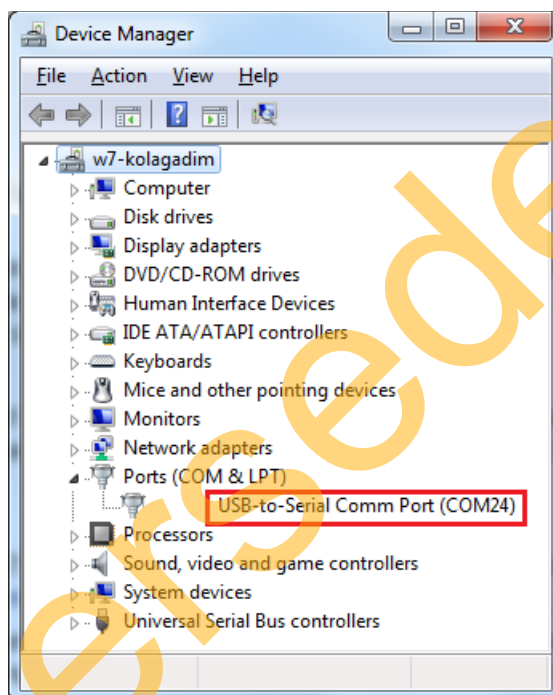 Device Manager
File Action View Help
w7-kolagadim
Computer
Disk drives
Display adapters
DVD/CD-ROM drives
Human Interface Devices
IDE ATA/ATAPI controllers
Keyboards
Mice and other pointing devices
Monitors
Network adapters
Ports (COM & LPT)
USB-to-Serial Comm Port (COM24)
Processors
Sound, video and game controllers
System devices
Universal Serial Bus controllers